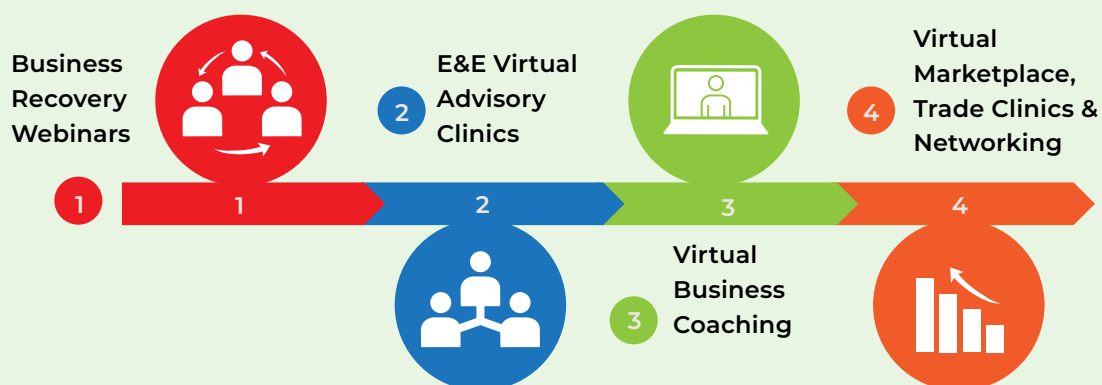 Business
Recovery
Webinars
1
1
2
E&E Virtual
Advisory
Clinics
2
3
Virtual
Business
Coaching
3
4
Virtual
Marketplace,
Trade Clinics &
Networking
4